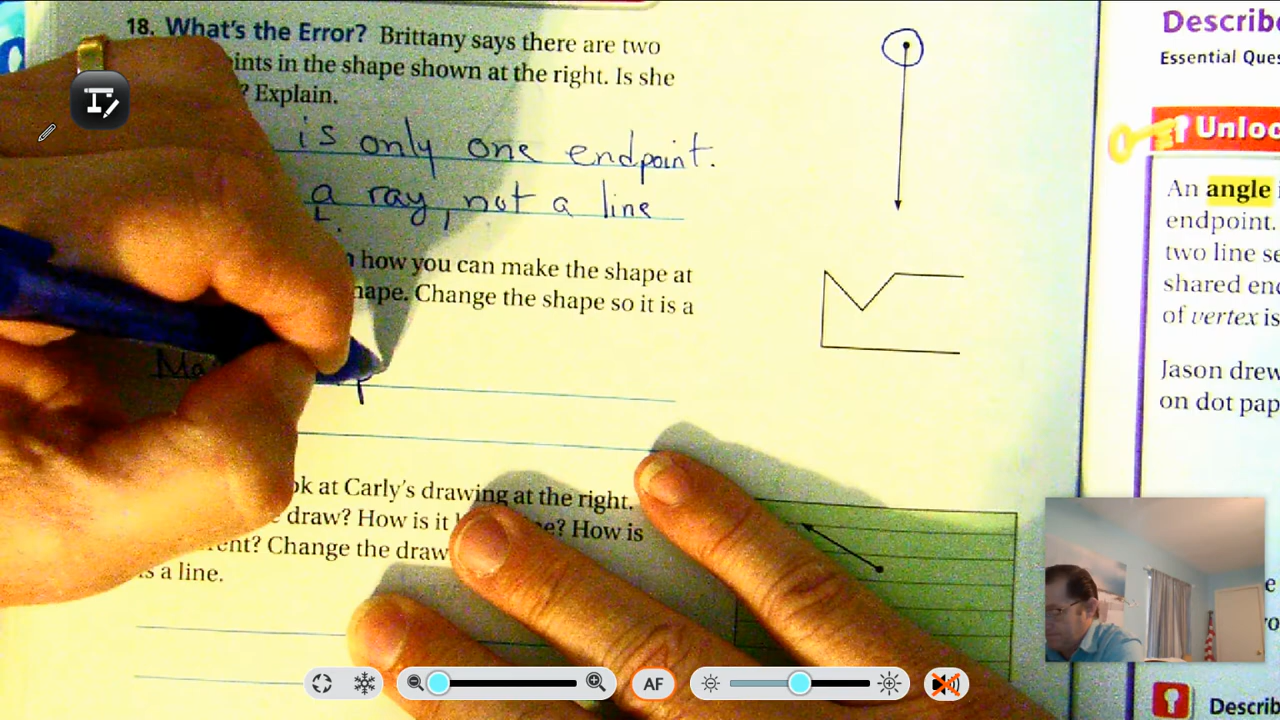 18. What's the Error? Brittany says there are two
ints in the shape shown at the right. Is she
? Explain.
is only one endpoint.
a ray, not a line
how you can make the shape at
hape. Change the shape so it is a
Ma
ok at Carly's drawing at the right.
draw? How is it
e? How is
ent? Change the draw
is a line.
AF
Describe
Essential Ques
Unloc
An angle i
endpoint.
two line se
shared end
of vertex is
Jason drew
on dot pap
Describ